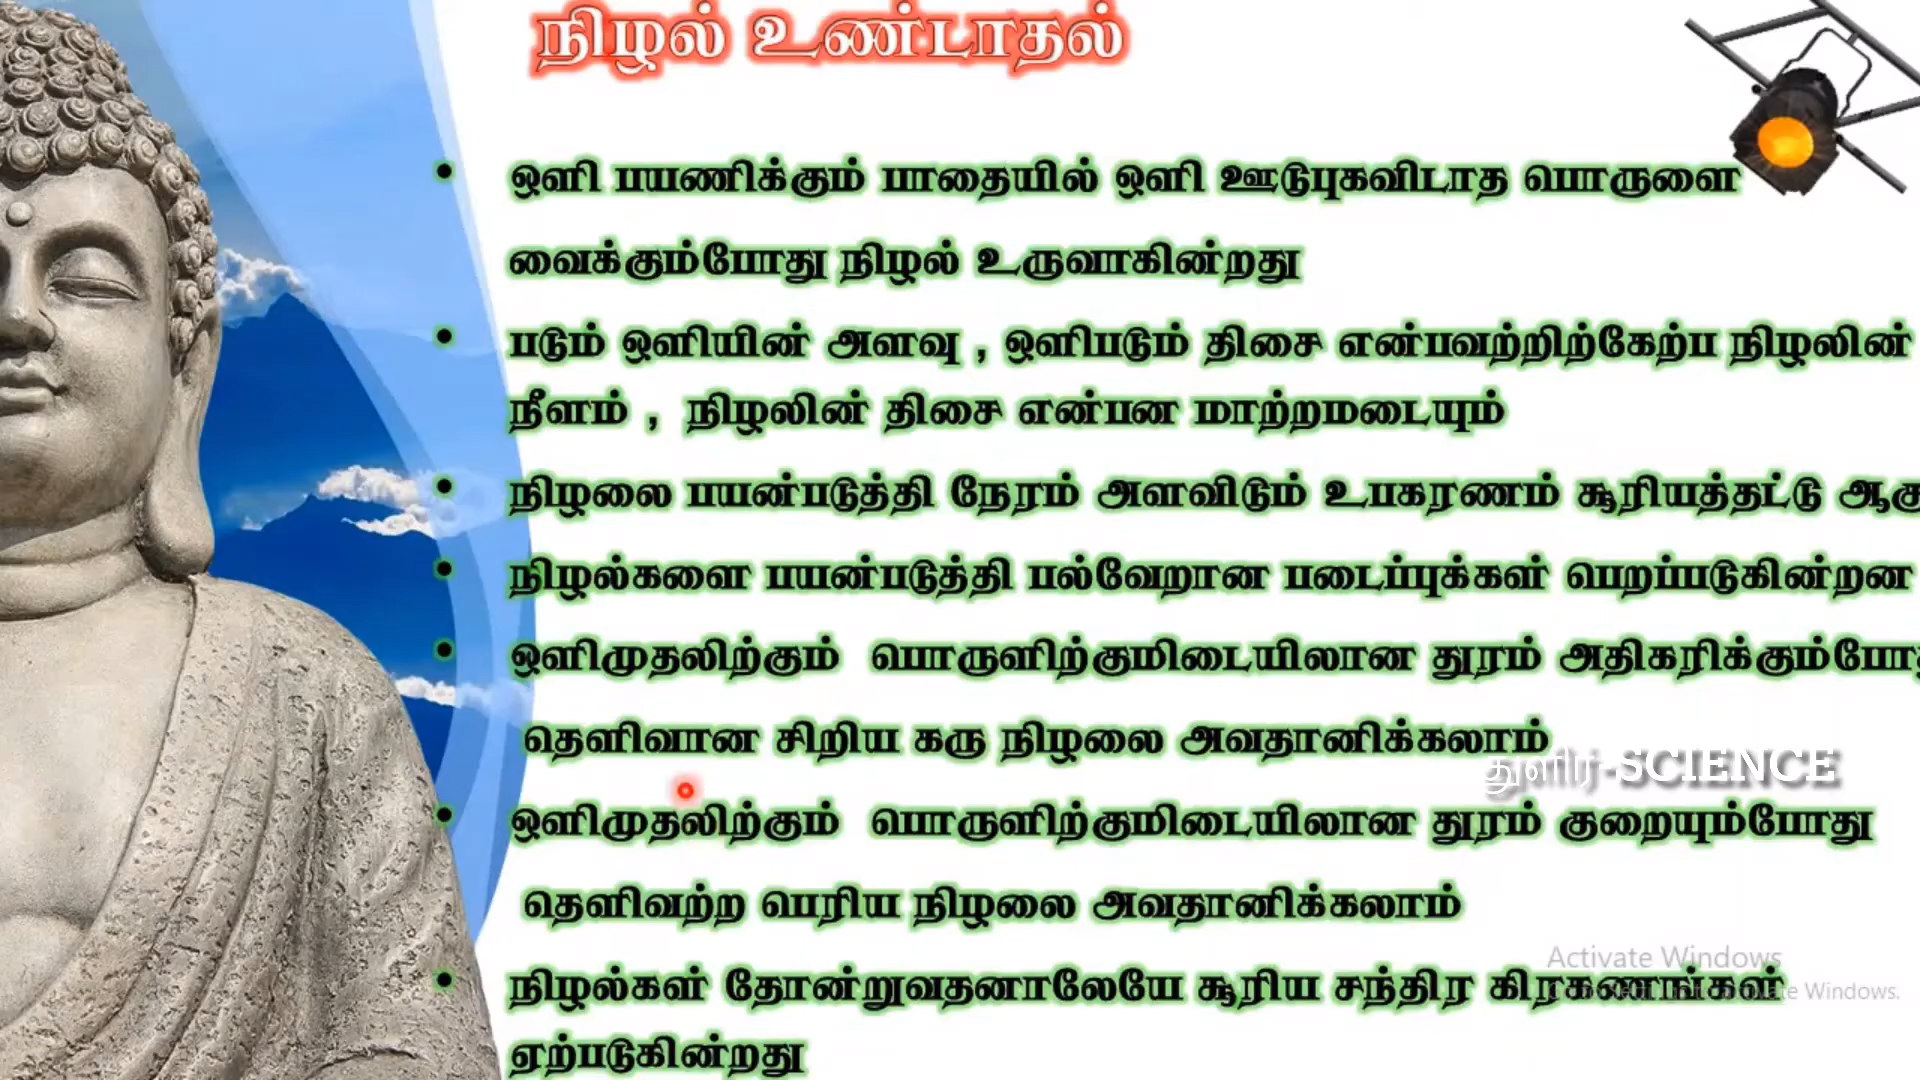 நிழல் உண்டாதல்
• ஒளி பயணிக்கும் பாதையில் ஒளி ஊடுபுகவிடாத பொருளை
வைக்கும்போது நிழல் உருவாகின்றது
• படும் ஒளியின் அளவு , ஒளிபடும் திசை என்பவற்றிற்கேற்ப நிழலின்
நீளம் , நிழலின் திசை என்பன மாற்றமடையும்
• நிழலை பயன்படுத்தி நேரம் அளவிடும் உபகரணம் சூரியத்தட்டு
• நிழல்களை பயன்படுத்தி பல்வேறான படைப்புக்கள் பெறப்படுகின்றன
• ஒளிமுதலிற்கும் பொருளிற்குமிடையிலான தூரம்
தெளிவான சிறிய கரு நிழலை அவதானிக்கலாம்
துளிர்-SCIENCE
• ஒளிமுதலிற்கும் பொருளிற்குமிடையிலான தூரம் குறையும்போது
தெளிவற்ற பெரிய நிழலை அவதானிக்கலாம்
Activate Windows
• நிழல்கள் தோன்றுவதனாலேயே சூரிய சந்திர கிரகணங்கள்
Windows.
ஏற்படுகின்றது